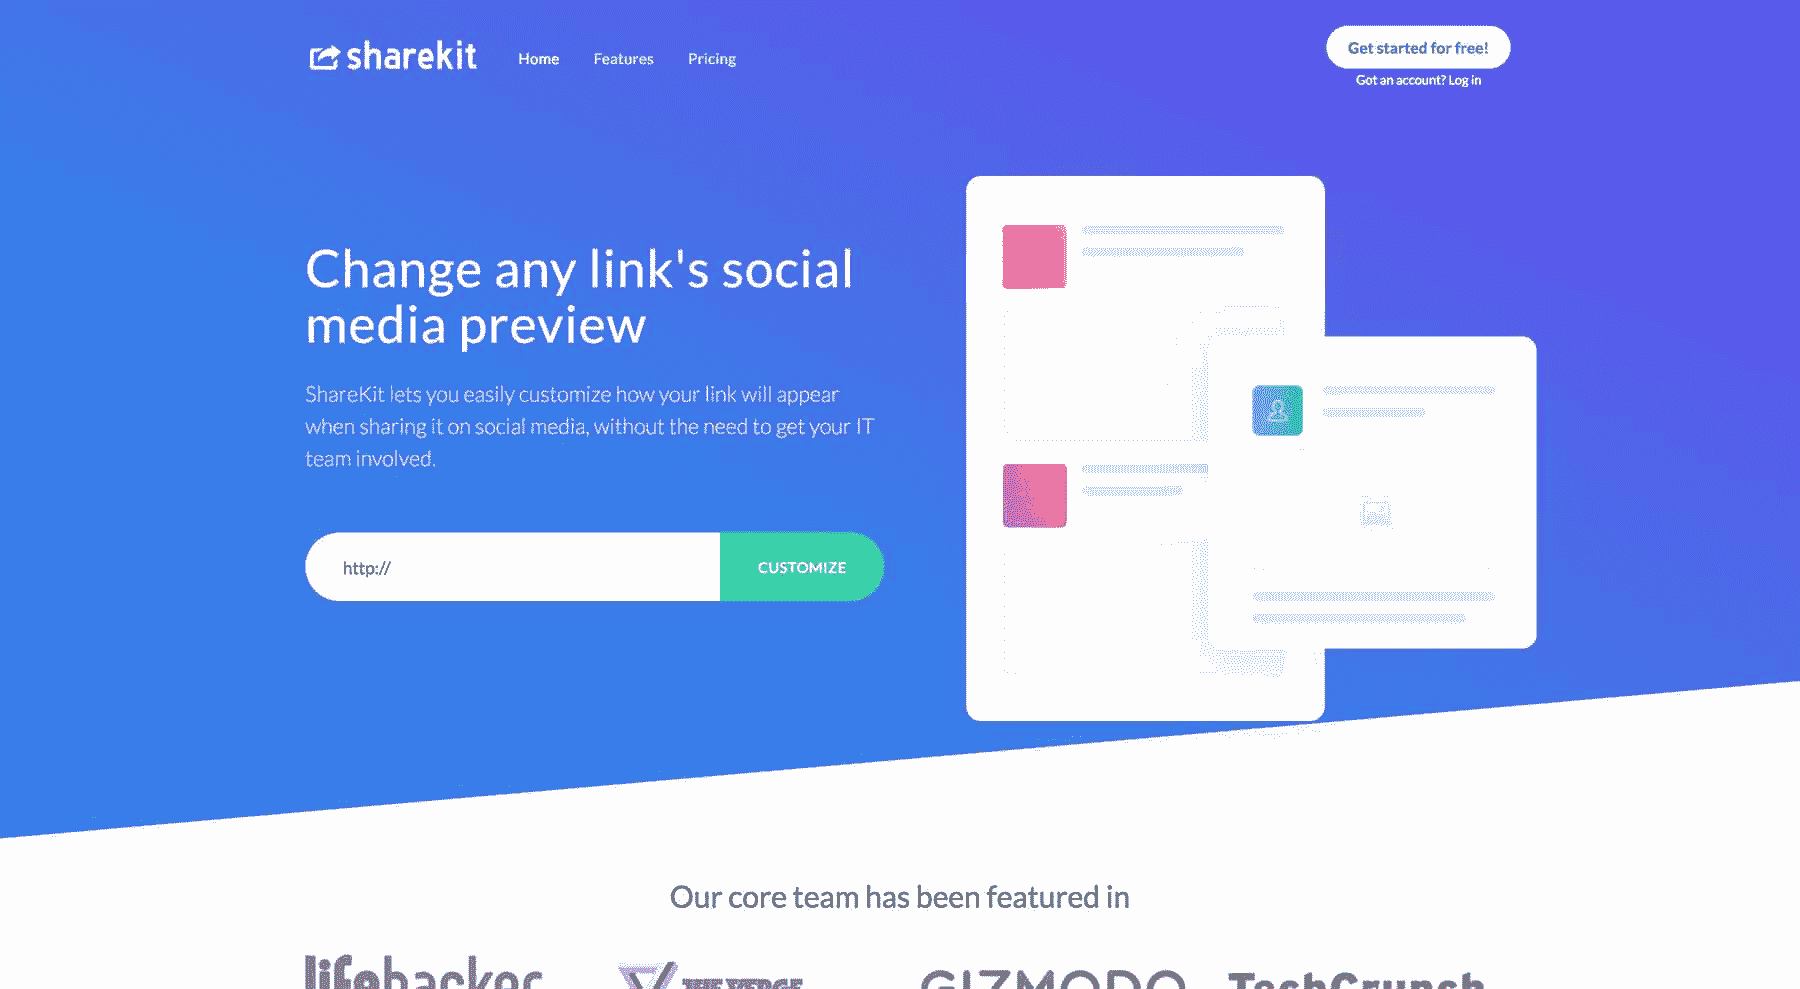 sharekit
Home Features Pricing
Get started for free!
Got an account? Log in
Change any link's social
media preview
ShareKit lets you easily customize how your link will appear
when sharing it on social media, without the need to get your IT
team involved.
http://
CUSTOMIZE
Our core team has been featured in
lifehacker THE VERGE GIZMODO TechCrunch